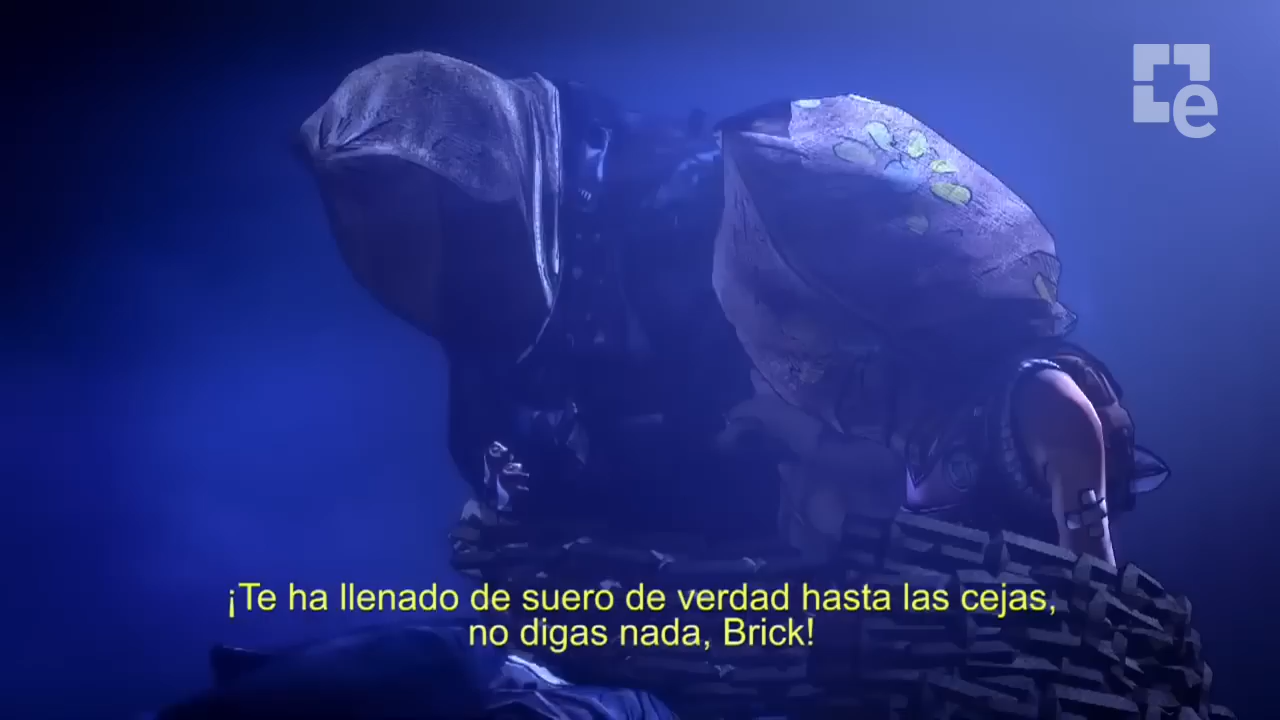 e
¡Te ha llenado de suero de verdad hasta las cejas,
no digas nada, Brick!